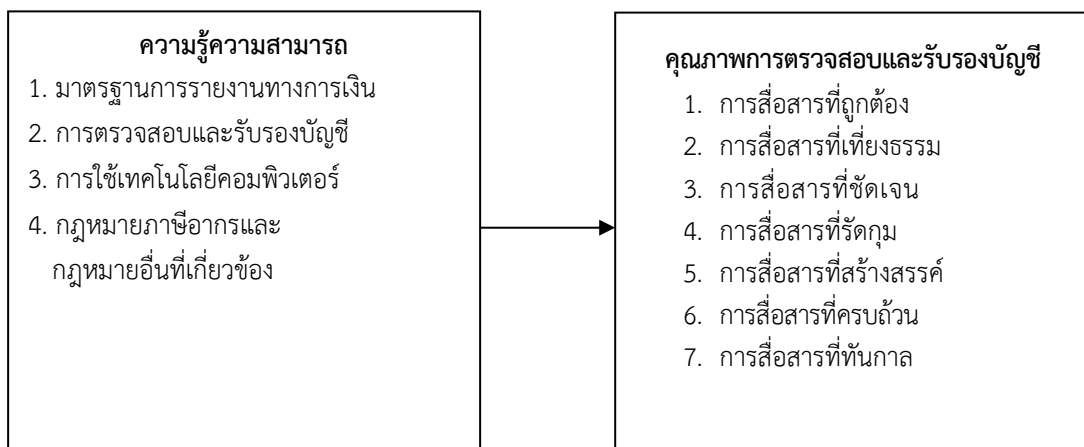 ความรู้ความสามารถ
1. มาตรฐานการรายงานทางการเงิน
2. การตรวจสอบและรับรองบัญชี
3. การใช้เทคโนโลยีคอมพิวเตอร์
4. กฎหมายภาษีอากรและ
กฎหมายอื่นที่เกี่ยวข้อง
คุณภาพการตรวจสอบและรับรองบัญชี
1. การสื่อสารที่ถูกต้อง
2. การสื่อสารที่เที่ยงธรรม
3. การสื่อสารที่ชัดเจน
4. การสื่อสารที่รัดกุม
5. การสื่อสารที่สร้างสรรค์
6. การสื่อสารที่ครบถ้วน
7. การสื่อสารที่ทันกาล